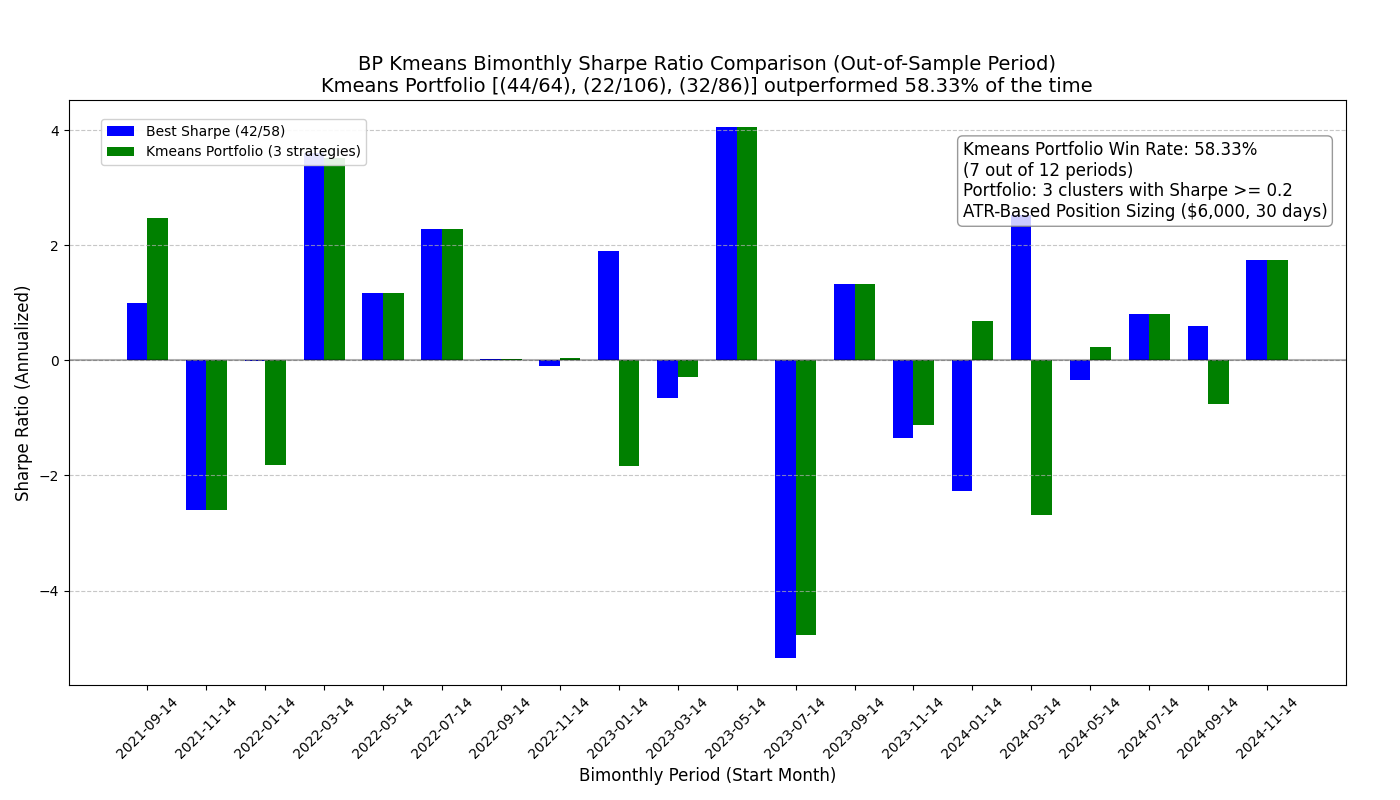 BP Kmeans Bimonthly Sharpe Ratio Comparison (Out-of-Sample Period)
Kmeans Portfolio [(44/64), (22/106), (32/86)] outperformed 58.33% of the time
Best Sharpe (42/58)
Kmeans Portfolio (3 strategies)
Kmeans Portfolio Win Rate: 58.33%
(7 out of 12 periods)
Portfolio: 3 clusters with Sharpe >= 0.2
ATR-Based Position Sizing ($6,000, 30 days)
Sharpe Ratio (Annualized)
4
2
0
−2
−4
2021-09-14
2021-11-14
2022-01-14
2022-03-14
2022-05-14
2022-07-14
2022-09-14
2022-11-14
2023-01-14
2023-03-14
2023-05-14
2023-07-14
2023-09-14
2023-11-14
2024-01-14
2024-03-14
2024-05-14
2024-07-14
2024-09-14
2024-11-14
Bimonthly Period (Start Month)